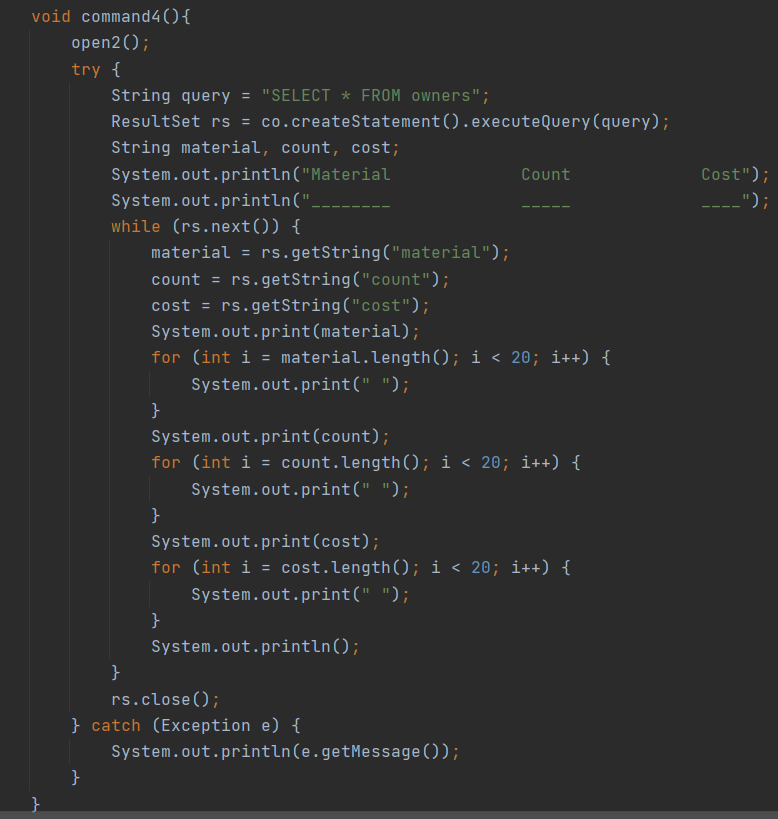 void command4(){
    open2();
    try {
        String query = "SELECT * FROM owners";
        ResultSet rs = co.createStatement().executeQuery(query);
        String material, count, cost;
        System.out.println("Material             Count             Cost");
        System.out.println("________             _____             ____");
        while (rs.next()) {
            material = rs.getString("material");
            count = rs.getString("count");
            cost = rs.getString("cost");
            System.out.print(material);
            for (int i = material.length(); i < 20; i++) {
                System.out.print(" ");
            }
            System.out.print(count);
            for (int i = count.length(); i < 20; i++) {
                System.out.print(" ");
            }
            System.out.print(cost);
            for (int i = cost.length(); i < 20; i++) {
                System.out.print(" ");
            }
            System.out.println();
        }
        rs.close();
    } catch (Exception e) {
        System.out.println(e.getMessage());
    }
}